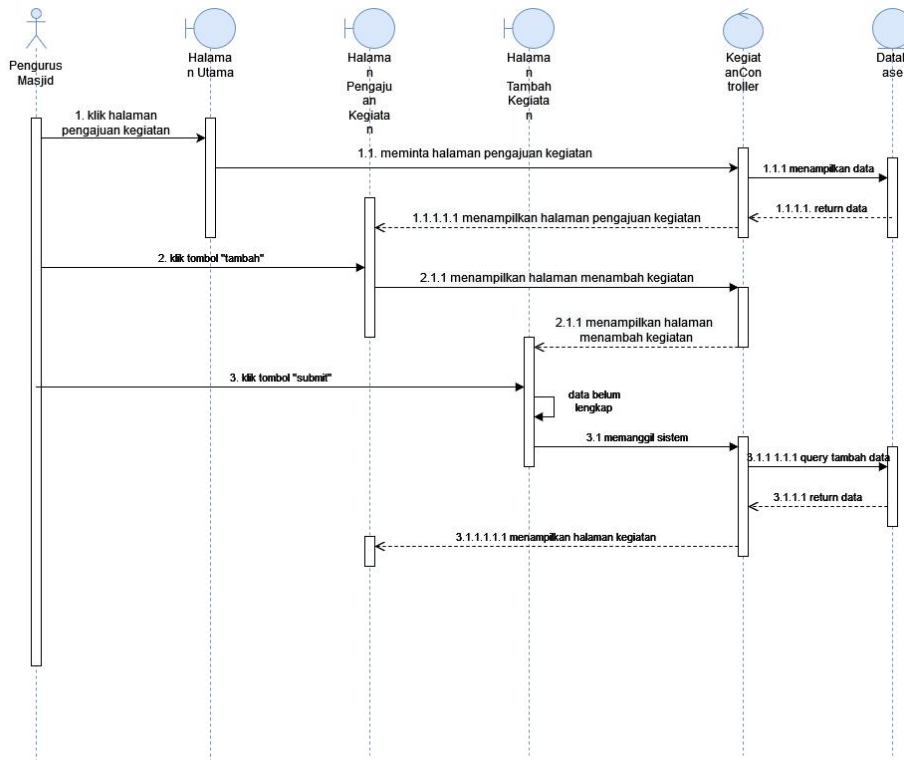 Pengurus
Masjid
Halama
n Utama
Halama
n
Pengaju
an
Kegiata
n
Halama
n
Tambah
Kegiata
n
Kegiat
anCon
troller
Datab
ase
1. klik halaman
pengajuan kegiatan
1.1. meminta halaman pengajuan kegiatan
1.1.1 menampilkan data
1.1.1.1. return data
1.1.1.1.1 menampilkan halaman pengajuan kegiatan
2. klik tombol "tambah"
2.1.1 menampilkan halaman menambah kegiatan
2.1.1 menampilkan halaman
menambah kegiatan
3. klik tombol "submit"
data belum
lengkap
3.1 memanggil sistem
3.1.1 1.1.1 query tambah data
3.1.1.1 return data
3.1.1.1.1.1 menampilkan halaman kegiatan